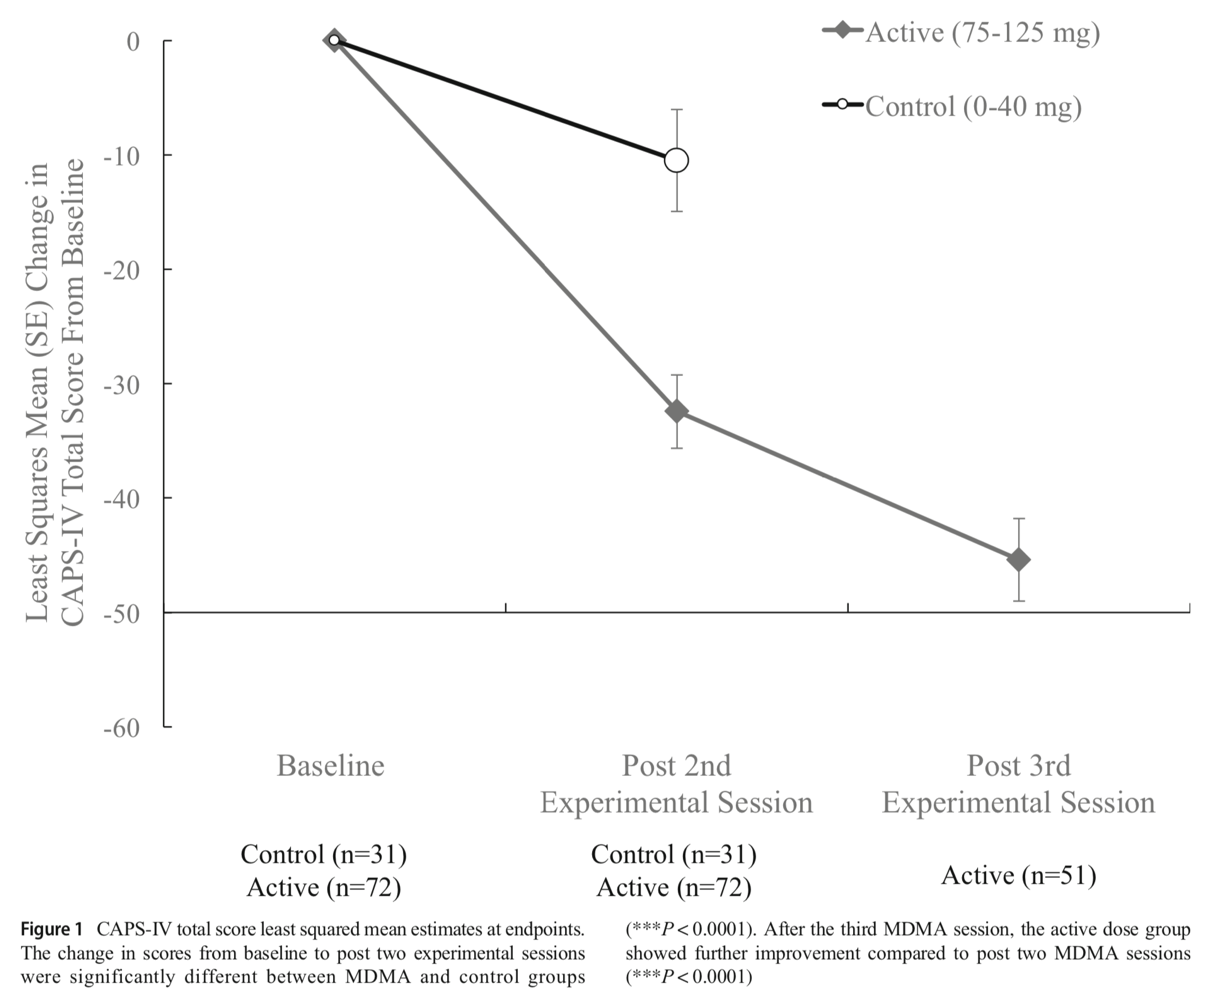 Active (75-125 mg)
Control (0-40 mg)
Least Squares Mean (SE) Change in
CAPS-IV Total Score From Baseline
0
-10
-20
-30
-40
-50
-60
Baseline
Post 2nd
Experimental Session
Post 3rd
Experimental Session
Control (n=31)
Active (n=72)
Control (n=31)
Active (n=72)
Active (n=51)
Figure 1 CAPS-IV total score least squared mean estimates at endpoints.
The change in scores from baseline to post two experimental sessions
were significantly different between MDMA and control groups
(***P < 0.0001). After the third MDMA session, the active dose group
showed further improvement compared to post two MDMA sessions
(***P < 0.0001)